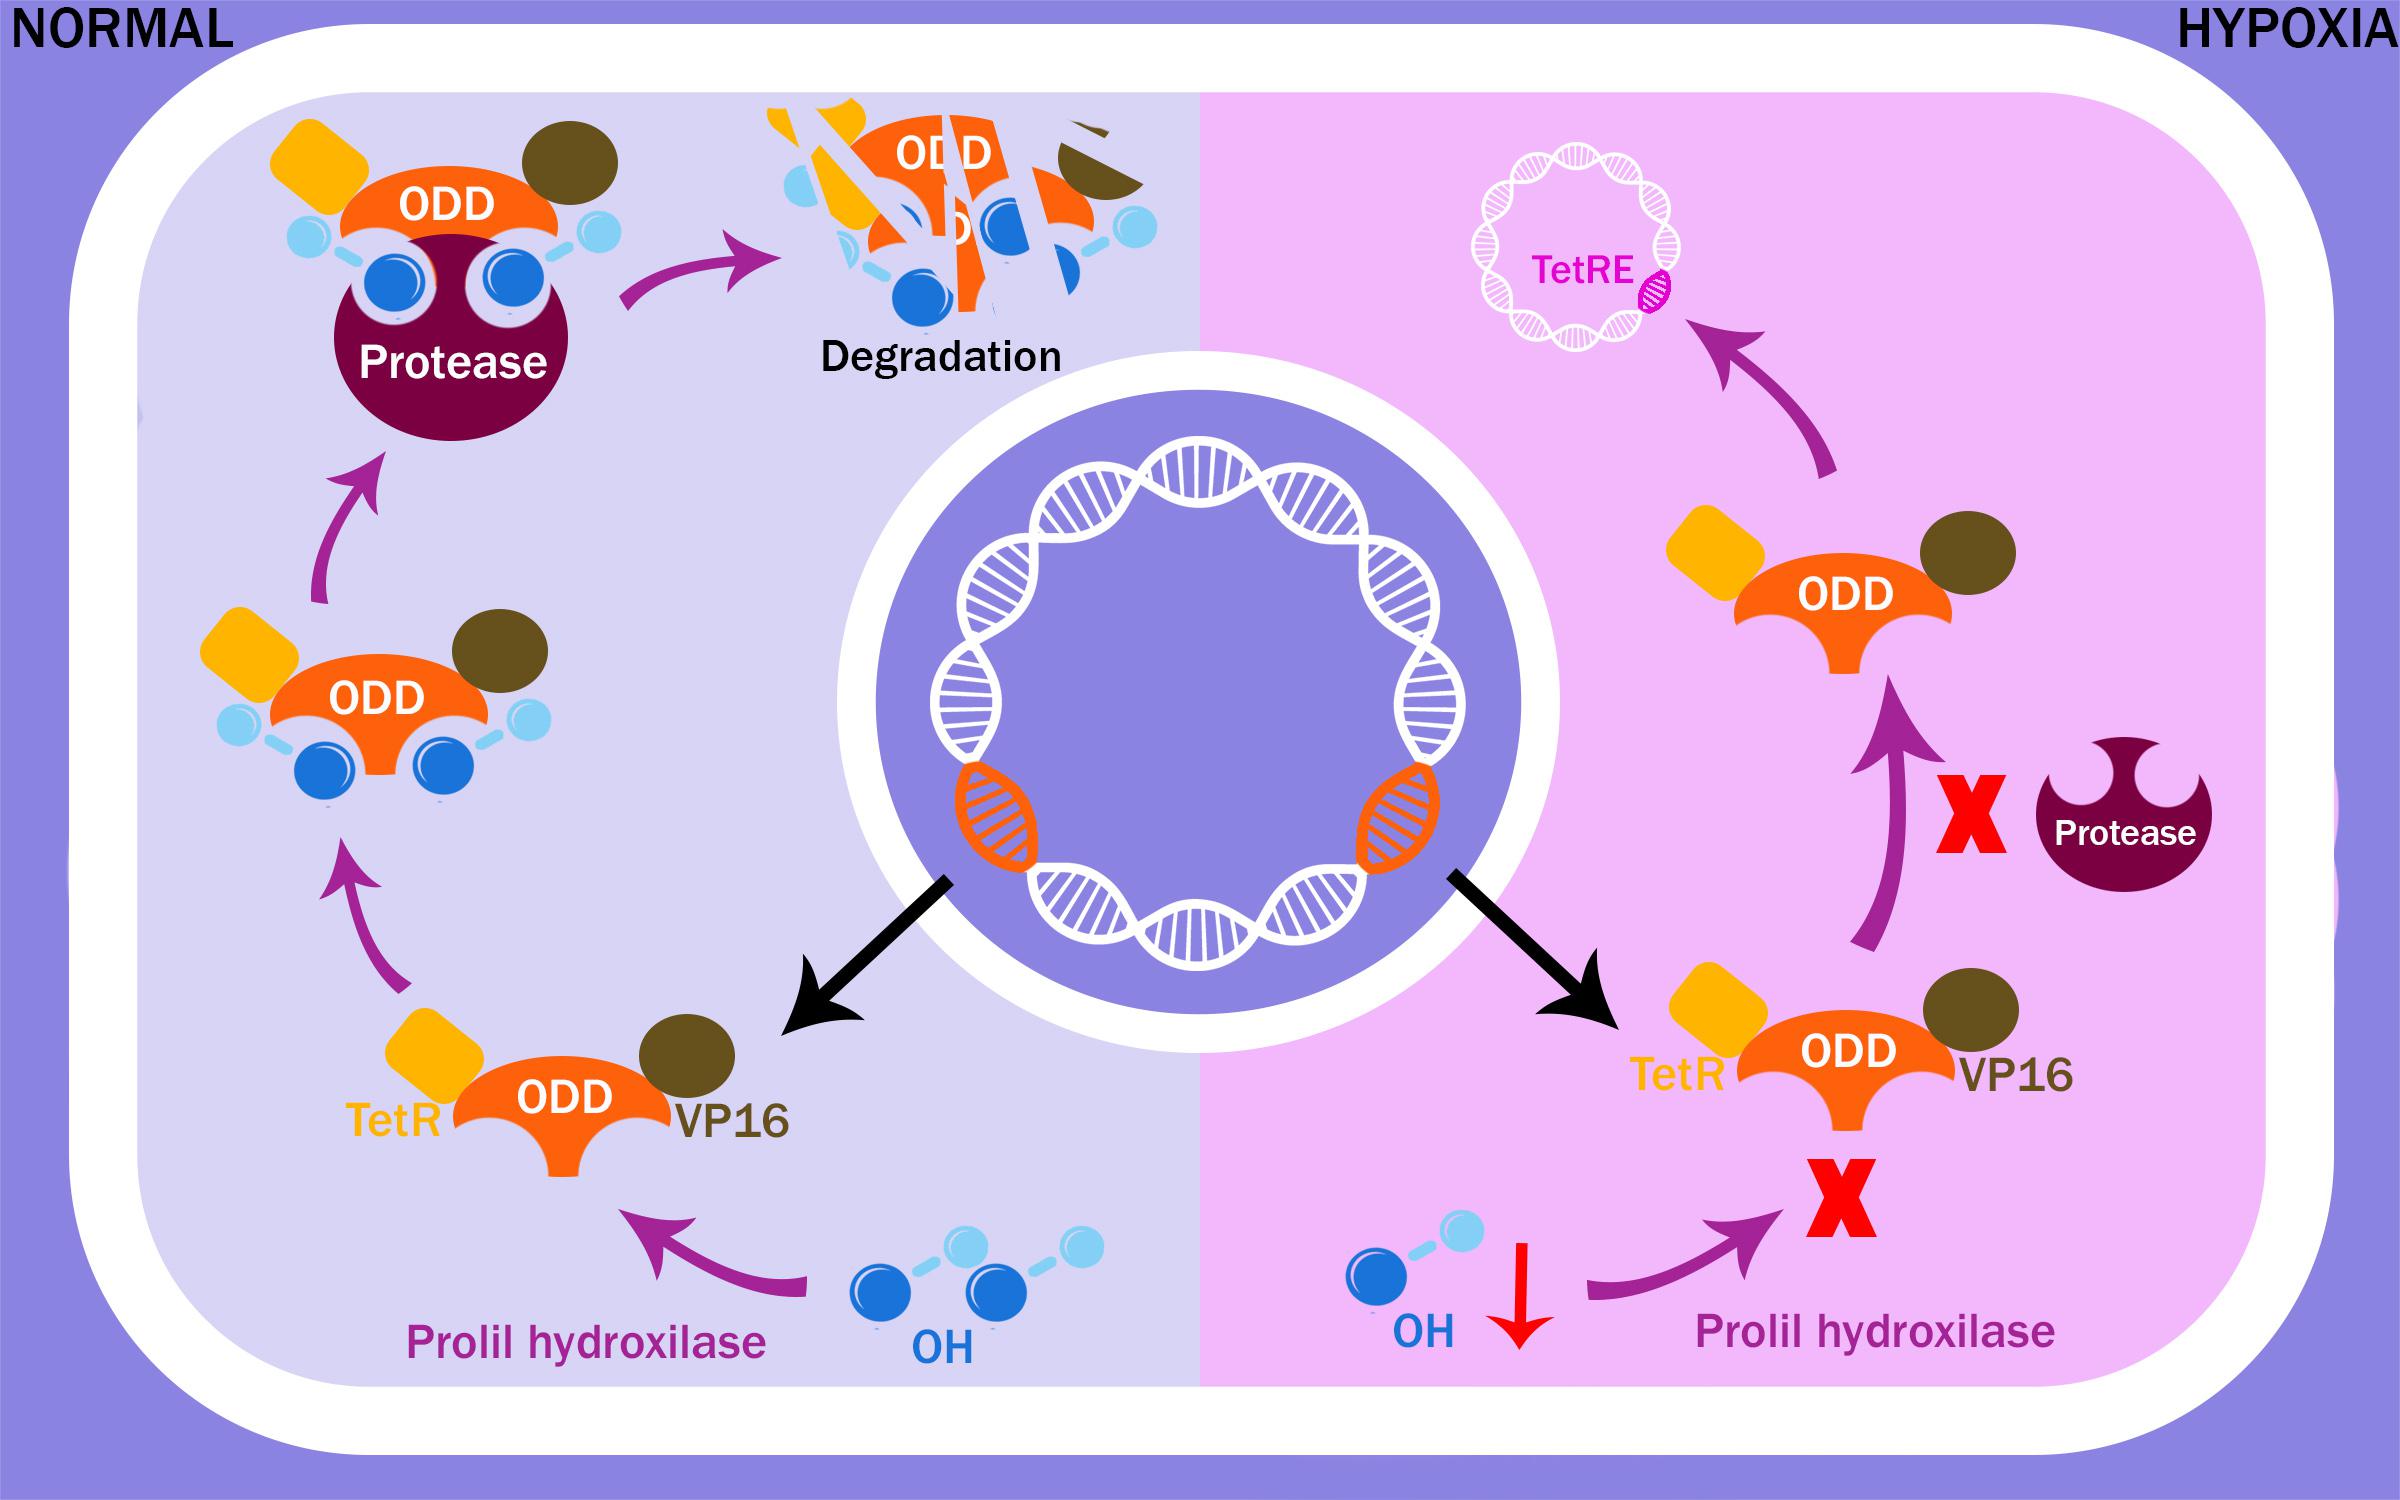 NORMAL
HYPOXIA
ODD
Protease
ODD
D
Degradation
ODD
TetR
ODD
VP16
Prolil hydroxilase
OH
TetRE
ODD
Protease
X
TetR
ODD
VP16
X
OH
Prolil hydroxilase